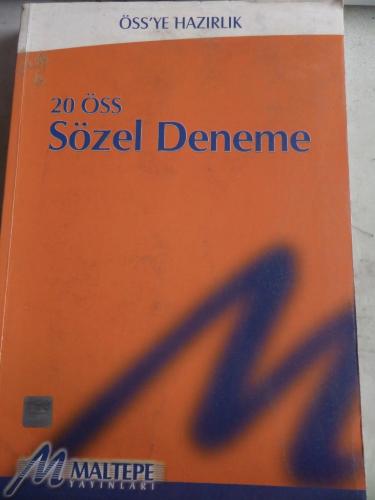 ÖSS'YE HAZIRLIK
20 ÖSS
Sözel Deneme
MALTEPE
YAYINLARI